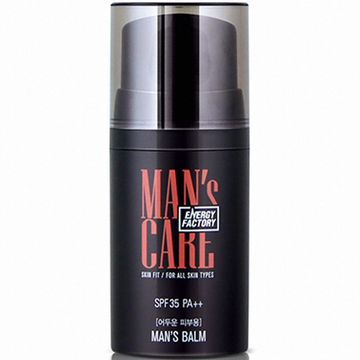 MAN's
ENERGY
FACTORY
CARE
SKIN FIT / FOR ALL SKIN TYPES
SPF35 PA++
[어두운 피부용]
MAN'S BALM